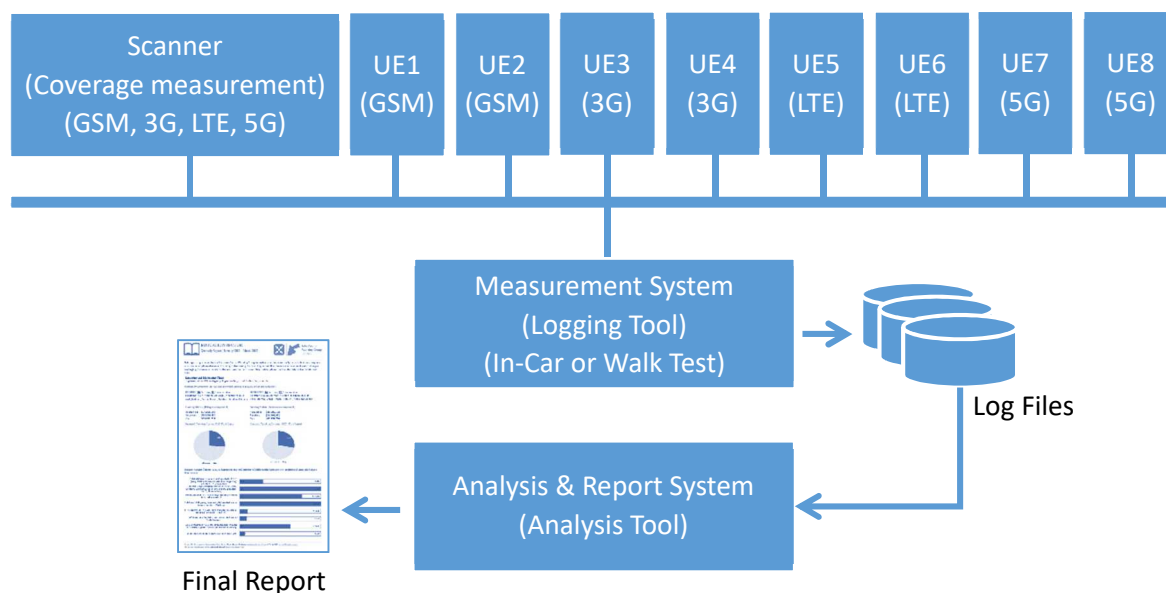 Scanner
(Coverage measurement)
(GSM, 3G, LTE, 5G)
UE1
(GSM)
UE2
(GSM)
UE3
(3G)
UE4
(3G)
UE5
(LTE)
UE6
(LTE)
UE7
(5G)
UE8
(5G)
Measurement System
(Logging Tool)
(In-Car or Walk Test)
Log Files
Analysis & Report System
(Analysis Tool)
Final Report